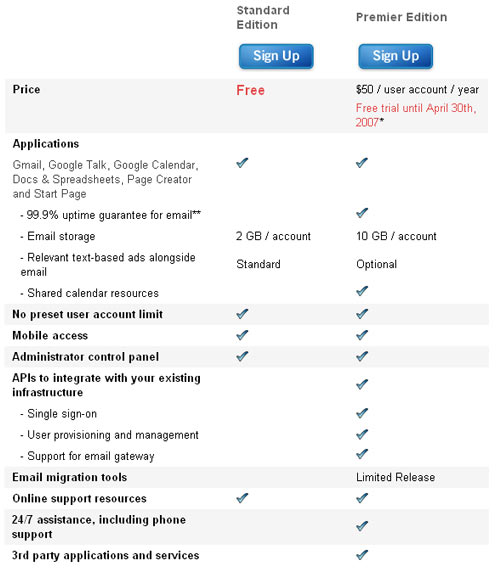 Standard Edition
Premier Edition
Sign Up
Sign Up
Price
Free
$50 / user account / year
Free trial until April 30th,
2007*
Applications
Gmail, Google Talk, Google Calendar,
Docs & Spreadsheets, Page Creator
and Start Page
- 99.9% uptime guarantee for email**
- Email storage
2 GB / account
10 GB / account
- Relevant text-based ads alongside
email
Standard
Optional
- Shared calendar resources
No preset user account limit
Mobile access
Administrator control panel
APIs to integrate with your existing
infrastructure
- Single sign-on
- User provisioning and management
- Support for email gateway
Email migration tools
Limited Release
Online support resources
24/7 assistance, including phone
support
3rd party applications and services